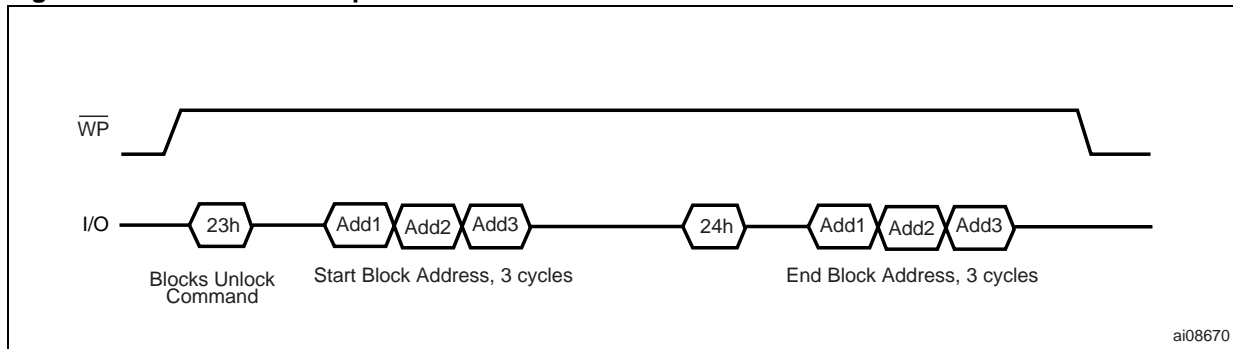 WP
I/O
23h
Add1
Add2
Add3
24h
Add1
Add2
Add3
Blocks Unlock
Command
Start Block Address, 3 cycles
End Block Address, 3 cycles
ai08670